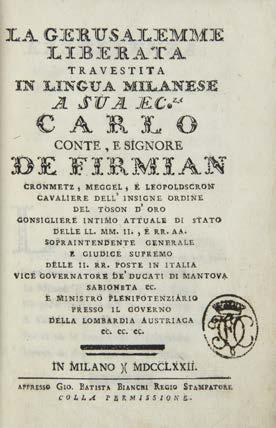 LA GERUSALEMME
LIBERATA
TRAVESTITA
IN LINGUA MILANESE
A SUA EC.ZA
CARLO
CONTE, E SIGNORE
DE FIRMIAN
CRONMETZ, MEGGEL, E LEOPOLDSCRON
CAVALIERE DELL' INSIGNE ORDINE
DEL TOSON D' ORO
CONSIGLIERE INTIMO ATTUALE DI STATO
DELLE LL. MM. II., E RR. AA.
SOPRAINTENDENTE GENERALE
E GIUDICE SUPREMO
DELLE II. RR. POSTE IN ITALIA
VICE GOVERNATORE DE' DUCATI DI MANTOVA
SABIONETA EC.
E MINISTRO PLENIPOTENZIARIO
PRESSO IL GOVERNO
DELLA LOMBARDIA AUSTRIACA
EC. EC. EC.
IN MILANO )( MDCCLXXII.
APPRESSO GIO. BATISTA BIANCHI REGIO STAMPATORE
COLLA PERMISSIONE.